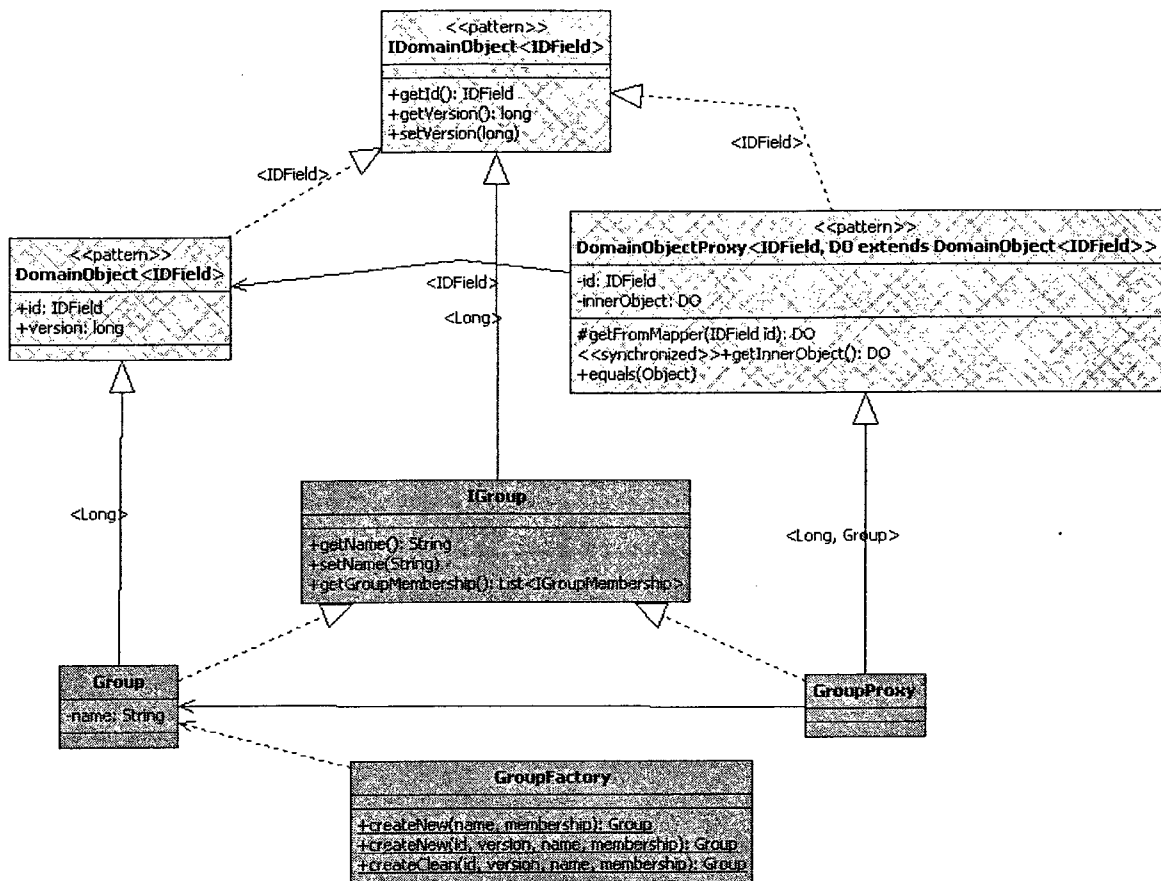 <<pattern>>
IDomainObject<IDField>
+getId(): IDField
+getVersion(): long
+setVersion(long)
<IDField>
<IDField>
<<pattern>>
DomainObject<IDField>
+id: IDField
+version: long
<<pattern>>
DomainObjectProxy<IDField, DO extends DomainObject<IDField>>
-id: IDField
-innerObject: DO
#getFromMapper(IDField id): DO
<<synchronized>>+getInnerObject(): DO
+equals(Object)
<IDField>
<Long>
<Long>
IGroup
+getName(): String
+setName(String)
+getGroupMembership(): List<IGroupMembership>
<Long, Group>
Group
-name: String
GroupProxy
GroupFactory
+createNew(name, membership): Group
+createNew(id, version, name, membership): Group
+createClean(id, version, name, membership): Group